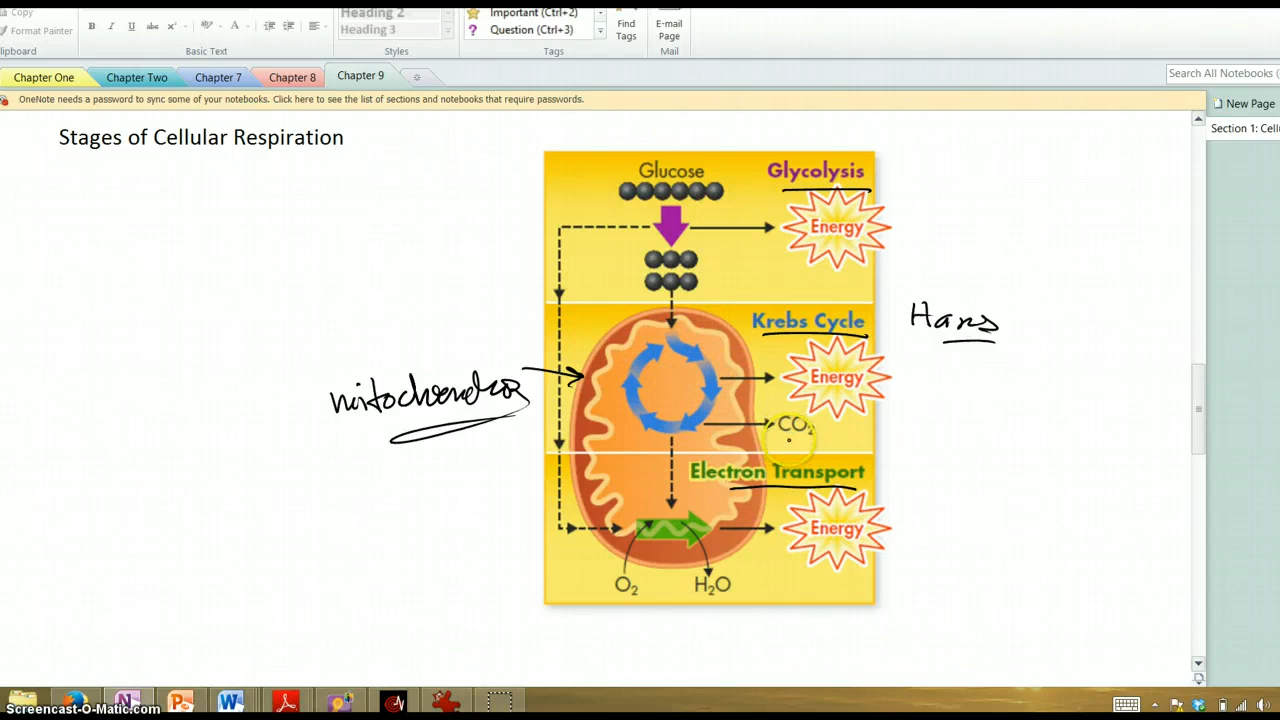 Copy
Format Painter
lipboard
B I U abc x² A
Basic Text
Heading 2
Heading 3
Styles
Important (Ctrl+2)
Question (Ctrl+3)
Tags
Find
Tags
E-mail
Page
Mail
Chapter One
Chapter Two
Chapter 7
Chapter 8
Chapter 9
Search All Notebooks (
OneNote needs a password to sync some of your notebooks. Click here to see the list of sections and notebooks that require passwords.
New Page
Section 1: Cellu
Stages of Cellular Respiration
Glucose
Glycolysis
Energy
Krebs Cycle
Hans
Energy
mitochondria
CO₂
Electron Transport
Energy
O₂
H₂O
Screencast-O-Matic.com